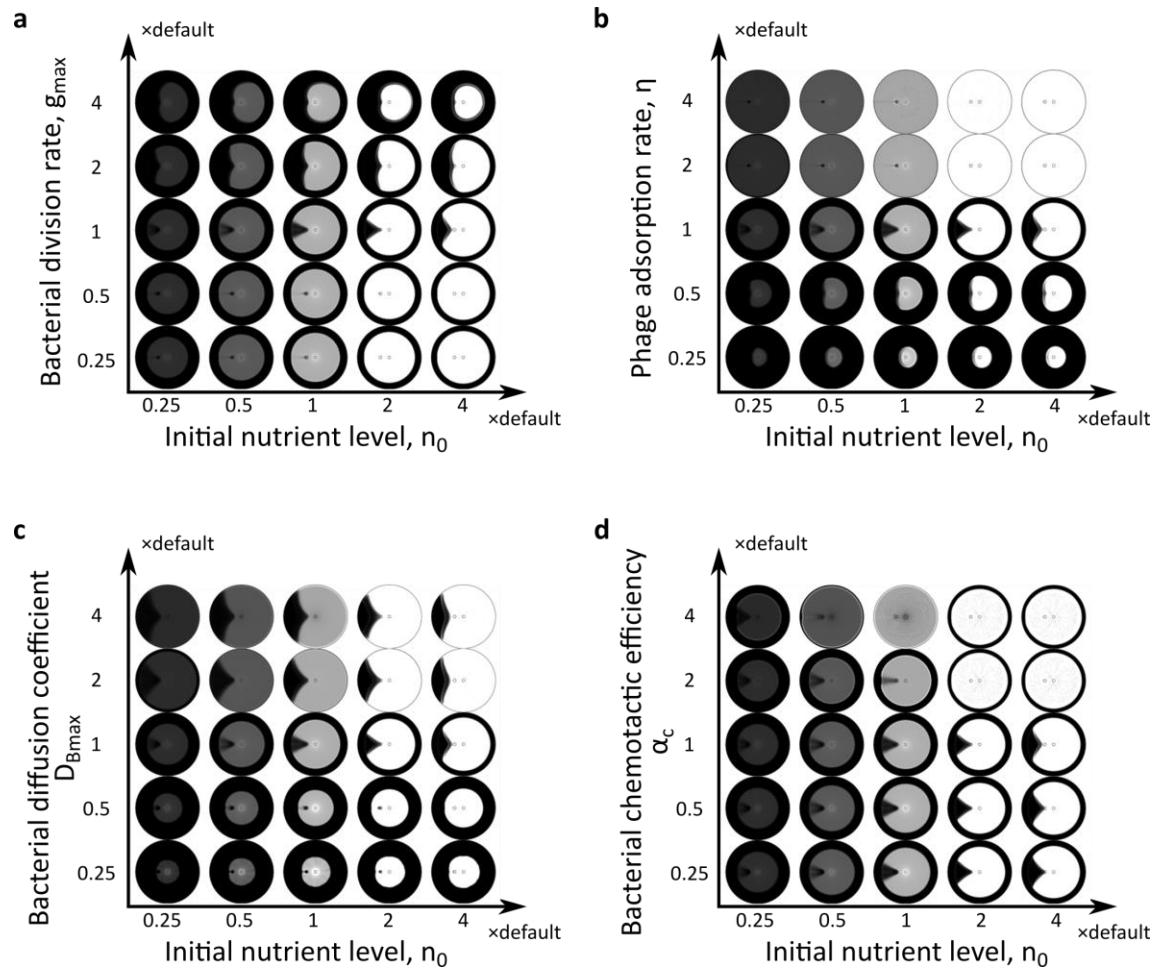 a
×default
Bacterial division rate, gmax
4
2
1
0.5
0.25
0.25 0.5 1 2 4
×default
Initial nutrient level, n0
b
×default
Phage adsorption rate, η
4
2
1
0.5
0.25
0.25 0.5 1 2 4
×default
Initial nutrient level, n0
c
×default
Bacterial diffusion coefficient
DBmax
4
2
1
0.5
0.25
0.25 0.5 1 2 4
×default
Initial nutrient level, n0
d
×default
Bacterial chemotactic efficiency
αc
4
2
1
0.5
0.25
0.25 0.5 1 2 4
×default
Initial nutrient level, n0